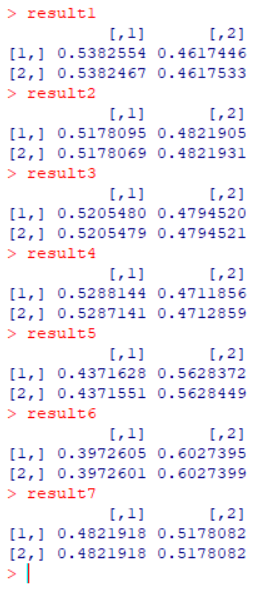 > result1
[,1] [,2]
[1,] 0.5382554 0.4617446
[2,] 0.5382467 0.4617533
> result2
[,1] [,2]
[1,] 0.5178095 0.4821905
[2,] 0.5178069 0.4821931
> result3
[,1] [,2]
[1,] 0.5205480 0.4794520
[2,] 0.5205479 0.4794521
> result4
[,1] [,2]
[1,] 0.5288144 0.4711856
[2,] 0.5287141 0.4712859
> result5
[,1] [,2]
[1,] 0.4371628 0.5628372
[2,] 0.4371551 0.5628449
> result6
[,1] [,2]
[1,] 0.3972605 0.6027395
[2,] 0.3972601 0.6027399
> result7
[,1] [,2]
[1,] 0.4821918 0.5178082
[2,] 0.4821918 0.5178082
>